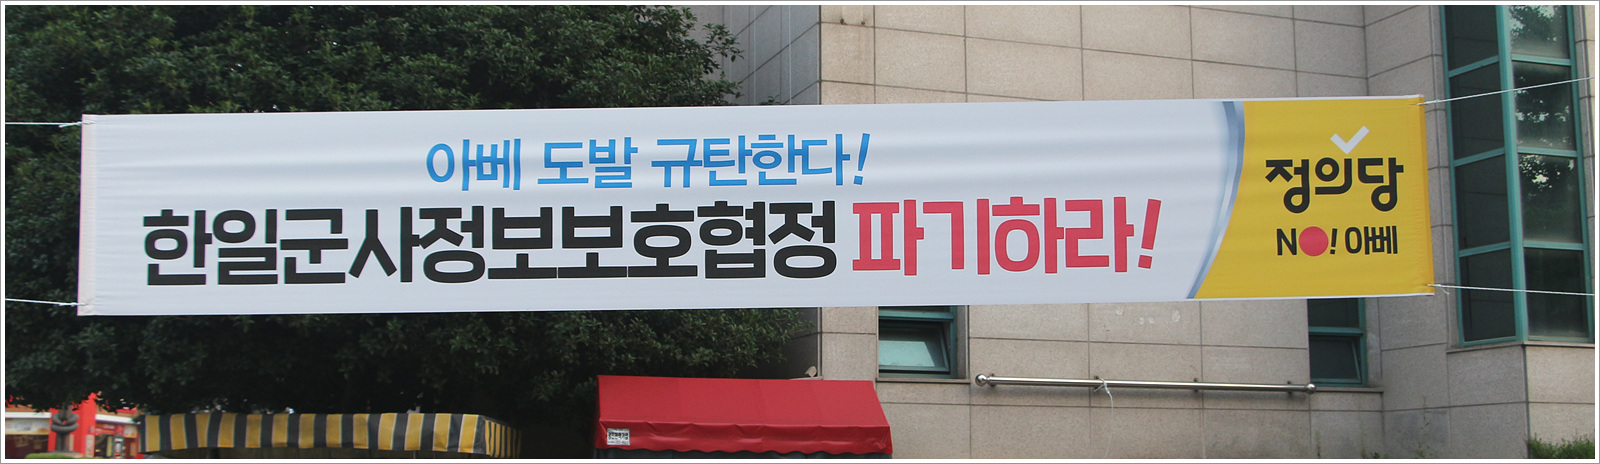 아베 도발 규탄한다!
한일군사정보보호협정 파기하라!
정의당
NO! 아베